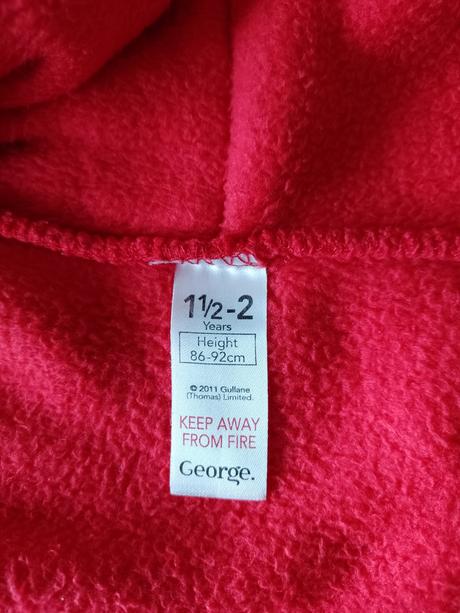 1½-2
Years
Height
86-92cm
© 2011 Gullane
(Thomas) Limited.
KEEP AWAY
FROM FIRE
George.